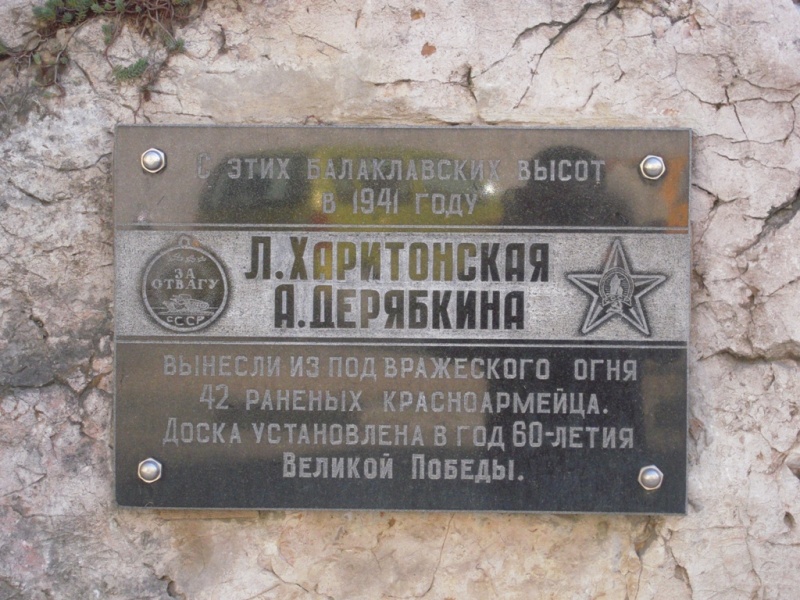 С ЭТИХ БАЛАКЛАВСКИХ ВЫСОТ
В 1941 ГОДУ
ЗА
ОТВАГУ
СССР
Л. ХАРИТОНСКАЯ
А. ДЕРЯБКИНА
ВЫНЕСЛИ ИЗ ПОД ВРАЖЕСКОГО ОГНЯ
42 РАНЕНЫХ КРАСНОАРМЕЙЦА.
ДОСКА УСТАНОВЛЕНА В ГОД 60-ЛЕТИЯ
ВЕЛИКОЙ ПОБЕДЫ.